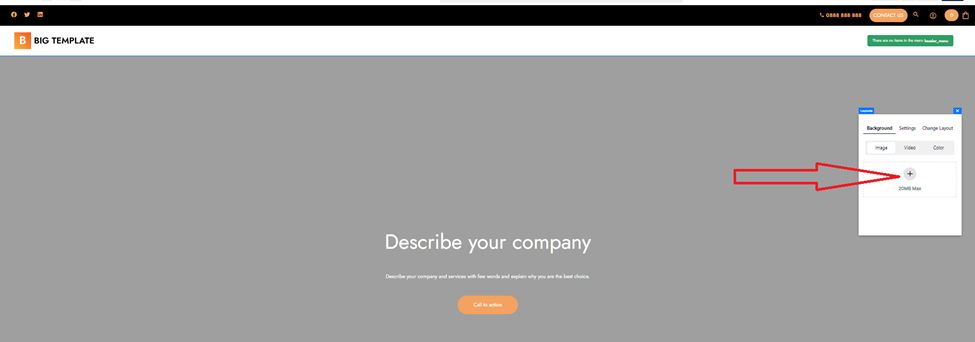 0888 888 888
CONTACT US
0
B BIG TEMPLATE
There are no items in the menu header_menu
Background Settings Change Layout
Image Video Color
+
20MB Max
Describe your company
Describe your company and services with few words and explain why you are the best choice.
Call to action